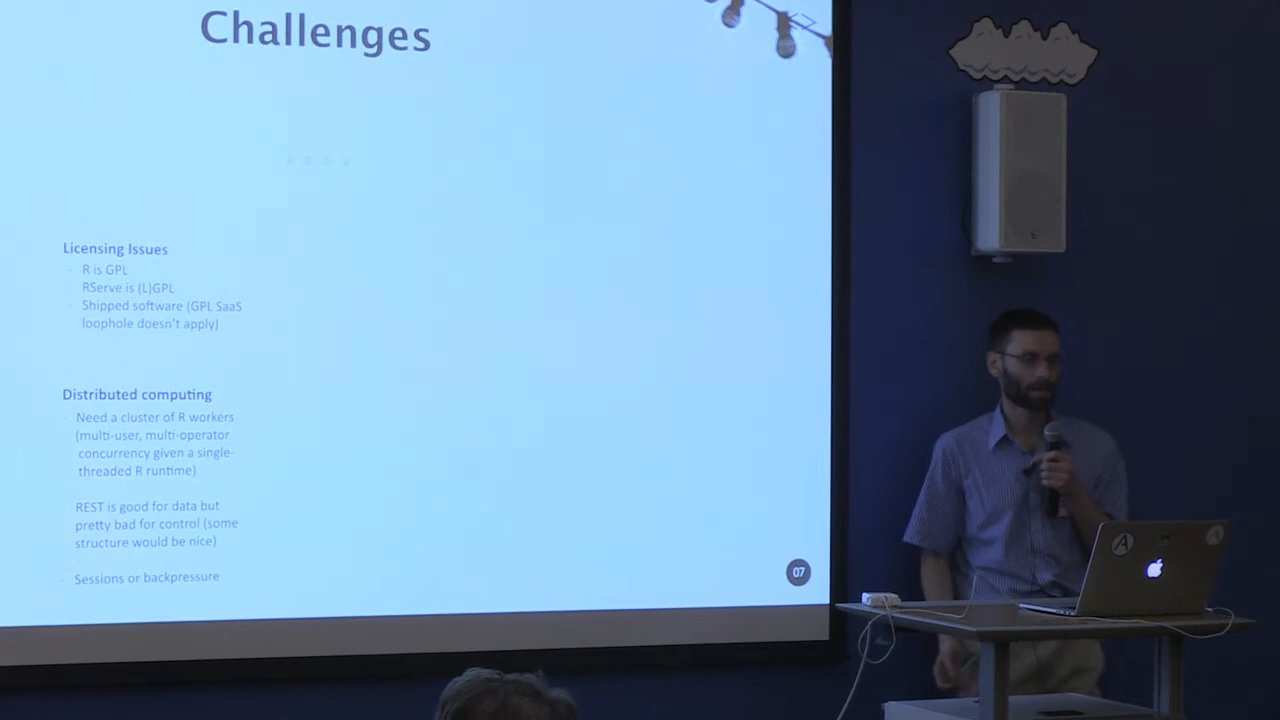 Challenges
Licensing Issues
- R is GPL
- RServe is (L)GPL
- Shipped software (GPL SaaS
loophole doesn't apply)
Distributed computing
- Need a cluster of R workers
(multi-user, multi-operator
concurrency given a single-
threaded R runtime)
- REST is good for data but
pretty bad for control (some
structure would be nice)
- Sessions or backpressure
07
A